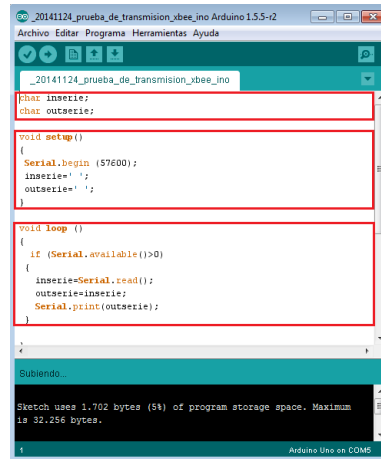 _20141124_prueba_de_transmision_xbee_ino Arduino 1.5.5-r2
Archivo Editar Programa Herramientas Ayuda
_20141124_prueba_de_transmision_xbee_ino
char inserie;
char outserie;
void setup()
{
Serial.begin (57600);
inserie=' ';
outserie=' ';
}
void loop ()
{
if (Serial.available()>0)
{
inserie=Serial.read();
outserie=inserie;
Serial.print(outserie);
}
Subiendo...
Sketch uses 1.702 bytes (5%) of program storage space. Maximum
is 32.256 bytes.
1 Arduino Uno on COM5